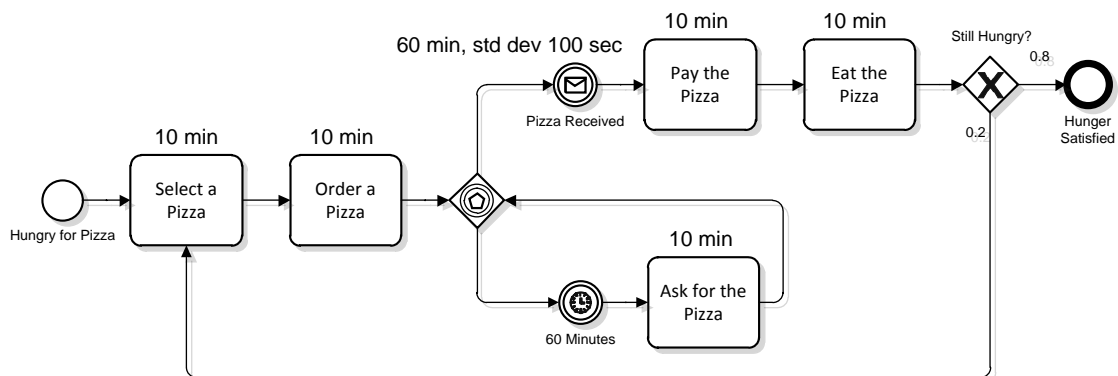 10 min
10 min
Still Hungry?
60 min, std dev 100 sec
0.8
Pay the
Pizza
Eat the
Pizza
X
Pizza Received
Hunger
Satisfied
10 min
10 min
0.2
Select a
Pizza
Order a
Pizza
Hungry for Pizza
10 min
Ask for the
Pizza
60 Minutes